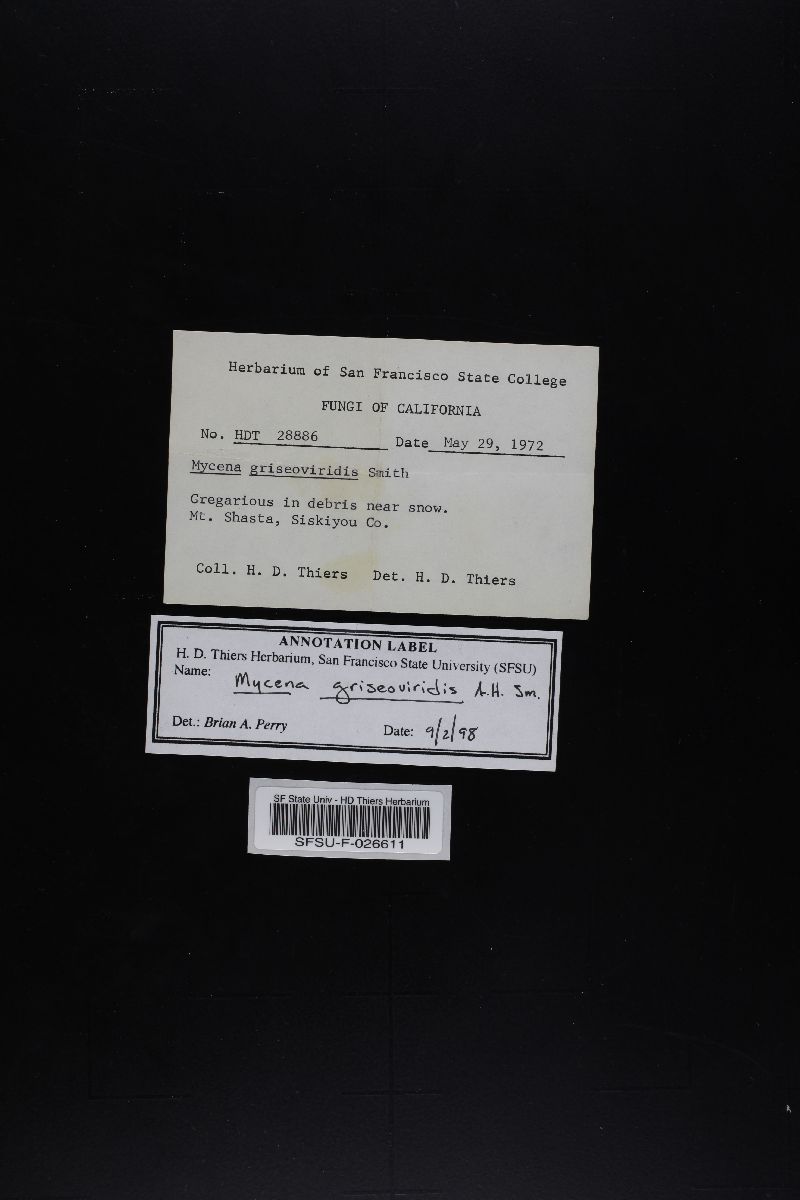 Herbarium of San Francisco State College
FUNGI OF CALIFORNIA
No. HDT 28886 Date May 29, 1972
Mycena griseoviridis Smith
Gregarious in debris near snow.
Mt. Shasta, Siskiyou Co.
Coll. H. D. Thiers Det. H. D. Thiers
ANNOTATION LABEL
H. D. Thiers Herbarium, San Francisco State University (SFSU)
Name: Mycena griseoviridis A.H. Sm.
Det.: Brian A. Perry Date: 9/2/98
SF State Univ - HD Thiers Herbarium
SFSU-F-026611